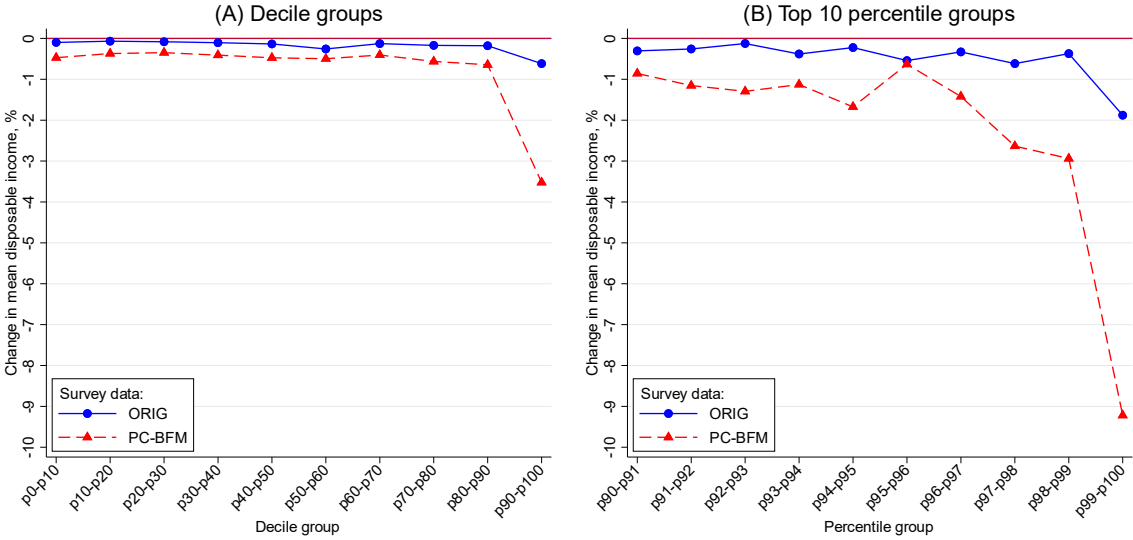 (A) Decile groups
Change in mean disposable income, %
0
-1
-2
-3
-4
-5
-6
-7
-8
-9
-10
Survey data:
ORIG
PC-BFM
p0-p10
p10-p20
p20-p30
p30-p40
p40-p50
p50-p60
p60-p70
p70-p80
p80-p90
p90-p100
Decile group
(B) Top 10 percentile groups
Change in mean disposable income, %
0
-1
-2
-3
-4
-5
-6
-7
-8
-9
-10
Survey data:
ORIG
PC-BFM
p90-p91
p91-p92
p92-p93
p93-p94
p94-p95
p95-p96
p96-p97
p97-p98
p98-p99
p99-p100
Percentile group